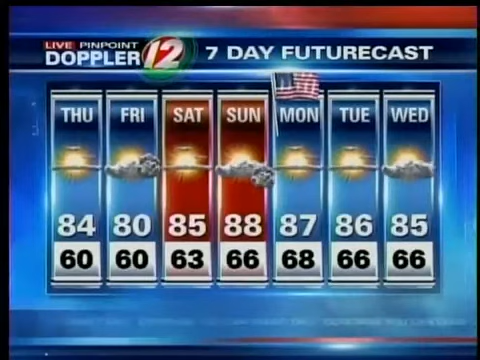 LIVE PINPOINT
DOPPLER 12
7 DAY FUTURECAST
THU FRI SAT SUN MON TUE WED
84 80 85 88 87 86 85
60 60 63 66 68 66 66